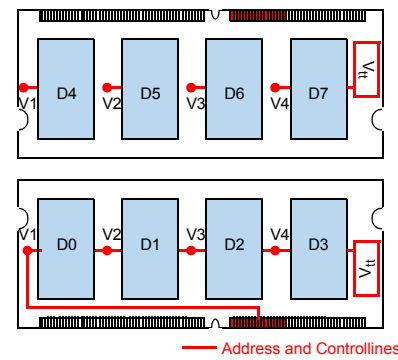 D4 D5 D6 D7 Vtt
V1 V2 V3 V4
V1 V2 V3 V4
D0 D1 D2 D3 Vtt
Address and Controllines